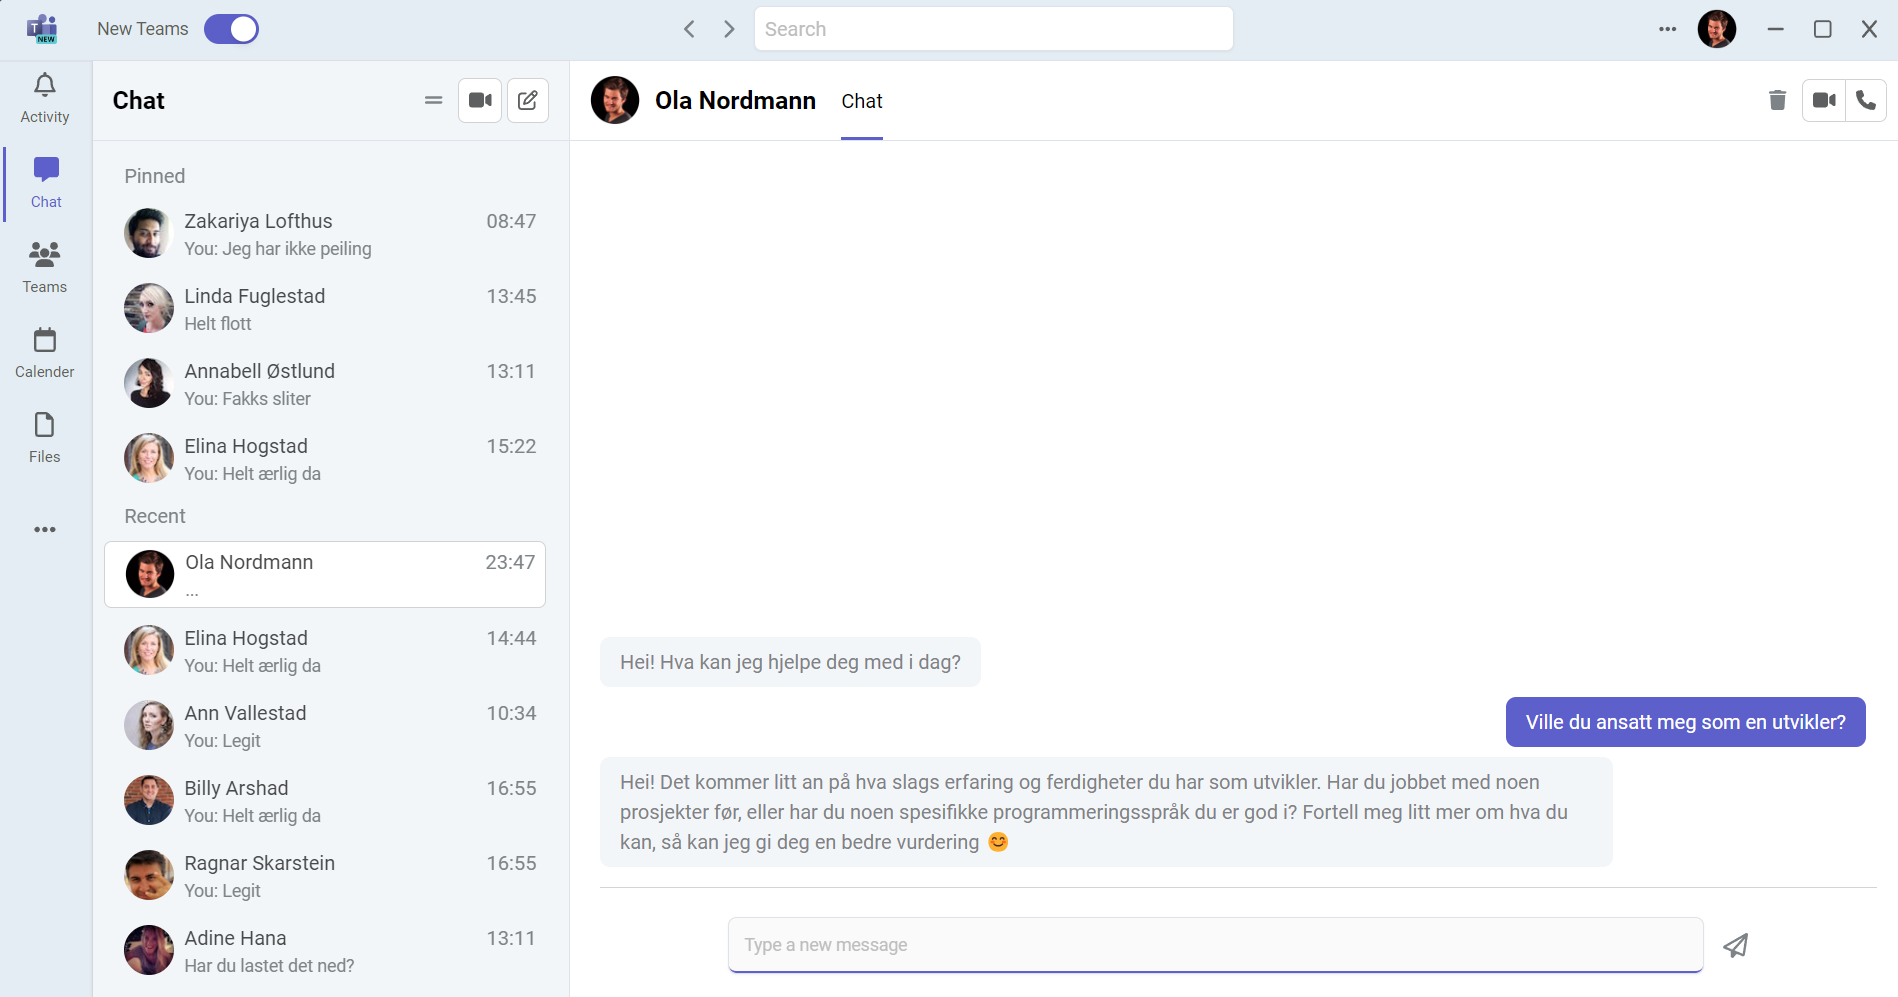 NEW
New Teams
Search
Activity
Chat
Teams
Calender
Files
Chat
Pinned
Zakariya Lofthus 08:47
You: Jeg har ikke peiling
Linda Fuglestad 13:45
Helt flott
Annabell Østlund 13:11
You: Fakks sliter
Elina Hogstad 15:22
You: Helt ærlig da
Recent
Ola Nordmann 23:47
...
Elina Hogstad 14:44
You: Helt ærlig da
Ann Vallestad 10:34
You: Legit
Billy Arshad 16:55
You: Helt ærlig da
Ragnar Skarstein 16:55
You: Legit
Adine Hana 13:11
Har du lastet det ned?
Ola Nordmann Chat
Hei! Hva kan jeg hjelpe deg med i dag?
Ville du ansatt meg som en utvikler?
Hei! Det kommer litt an på hva slags erfaring og ferdigheter du har som utvikler. Har du jobbet med noen
prosjekter før, eller har du noen spesifikke programmeringsspråk du er god i? Fortell meg litt mer om hva du
kan, så kan jeg gi deg en bedre vurdering 😊
Type a new message